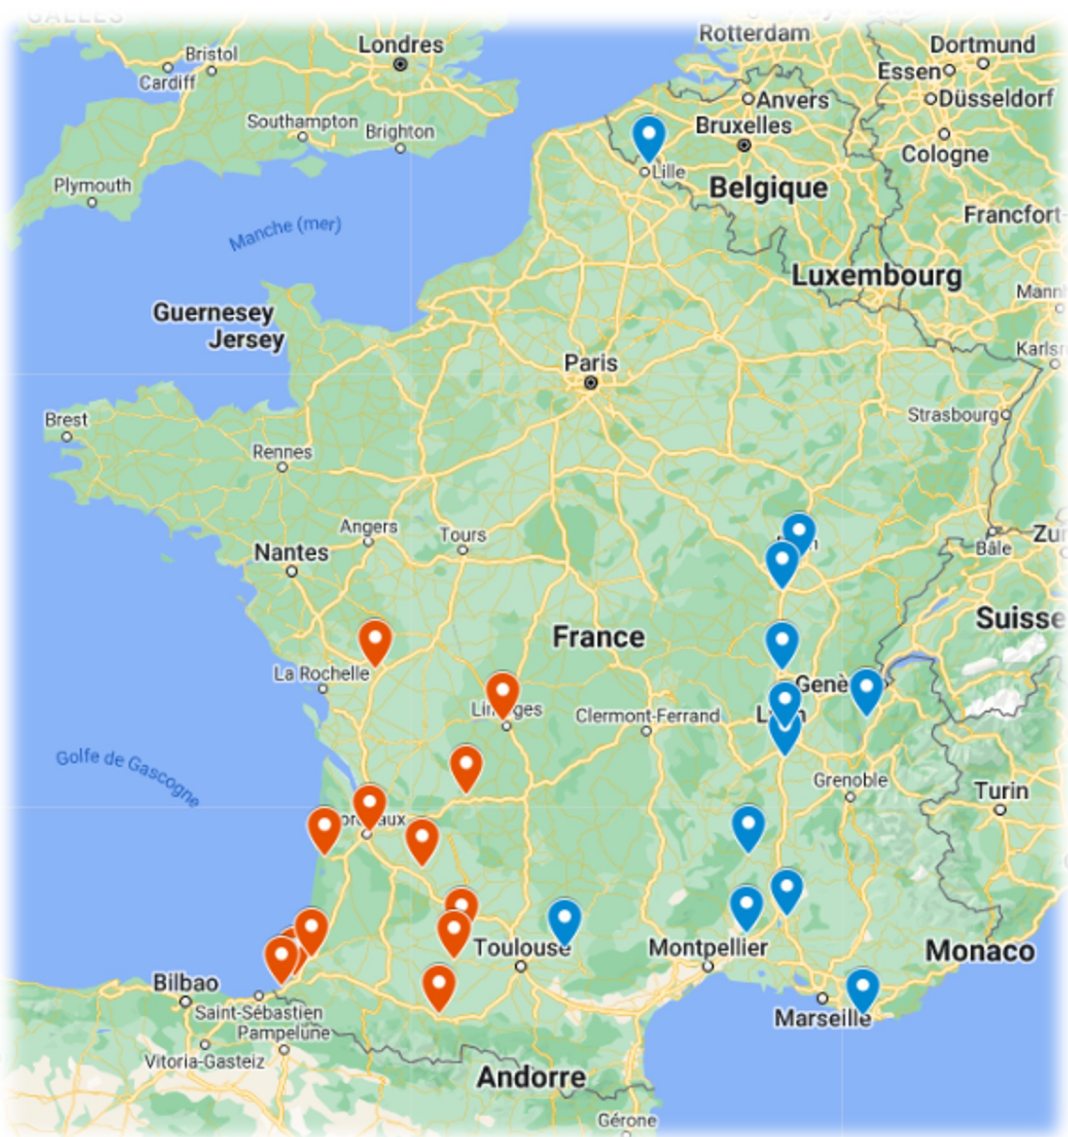 Rotterdam
Dortmund
Londres
Bristol
Essen
Cardiff
Anvers
Düsseldorf
Southampton
Bruxelles
Brighton
Cologne
Lille
Plymouth
Belgique
Francfort-
Manche (mer)
Luxembourg
Guernesey
Jersey
Paris
Brest
Strasbourg
Rennes
Angers
Tours
Nantes
Bâle
Suisse
France
La Rochelle
Clermont-Ferrand
Golfe de Gascogne
Grenoble
Turin
Toulouse
Montpellier
Monaco
Bilbao
Saint-Sébastien
Marseille
Pampelune
Vitoria-Gasteiz
Andorre
Gérone